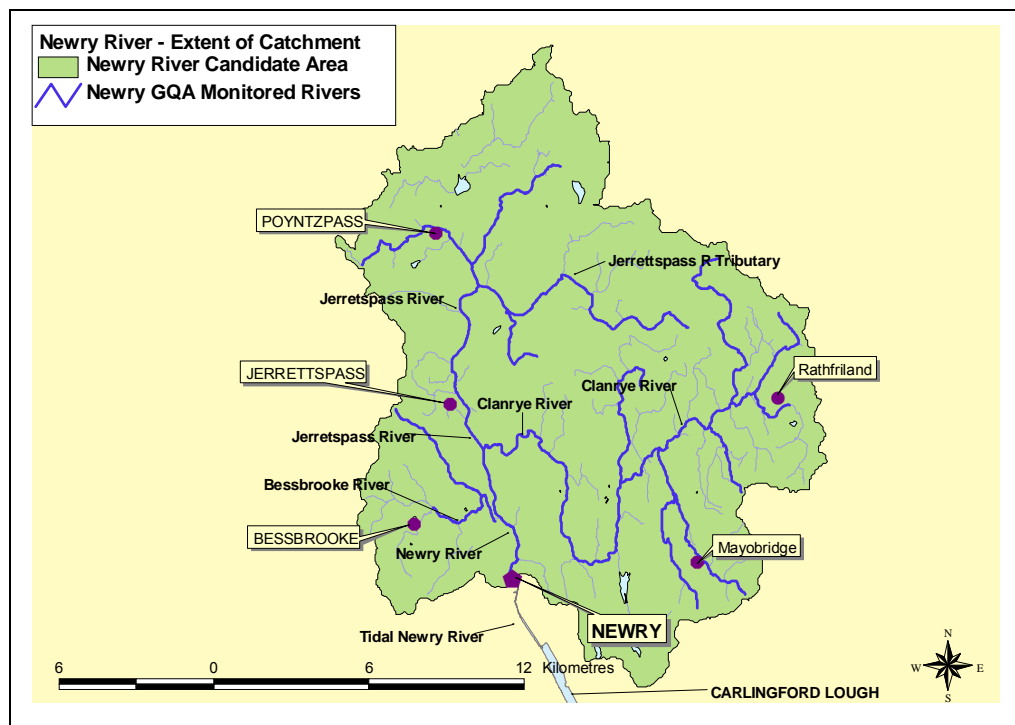 Newry River - Extent of Catchment
Newry River Candidate Area
Newry GQA Monitored Rivers
POYNTZPASS
Jerrettspass R Tributary
Jerretspass River
JERRETTSPASS
Rathfriland
Clanrye River
Clanrye River
Jerretspass River
Bessbrooke River
BESSBROOKE
Newry River
Mayobridge
NEWRY
Tidal Newry River
6 0 6 12 Kilometres
CARLINGFORD LOUGH
N
W E
S